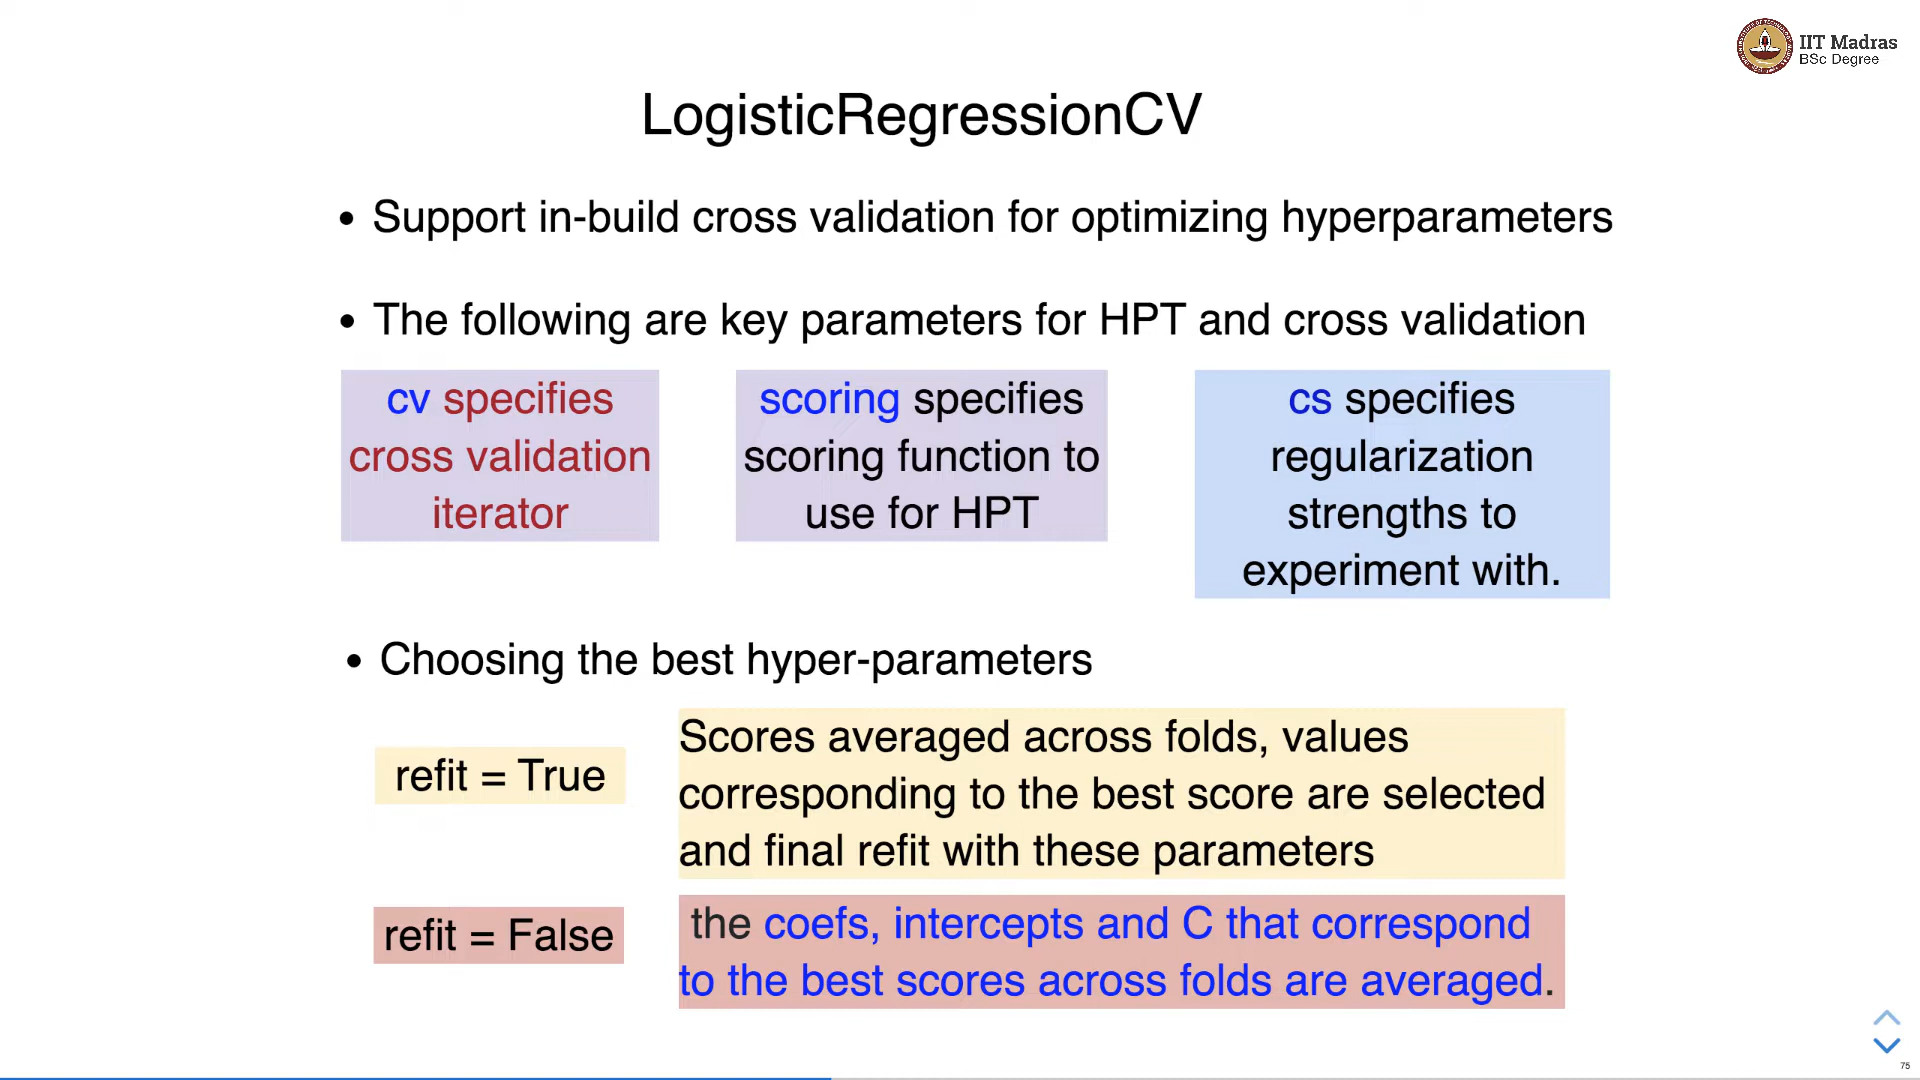 IIT Madras
BSc Degree
LogisticRegressionCV
• Support in-build cross validation for optimizing hyperparameters
• The following are key parameters for HPT and cross validation
cv specifies
cross validation
iterator
scoring specifies
scoring function to
use for HPT
cs specifies
regularization
strengths to
experiment with.
• Choosing the best hyper-parameters
refit = True
Scores averaged across folds, values
corresponding to the best score are selected
and final refit with these parameters
refit = False
the coefs, intercepts and C that correspond
to the best scores across folds are averaged.
75